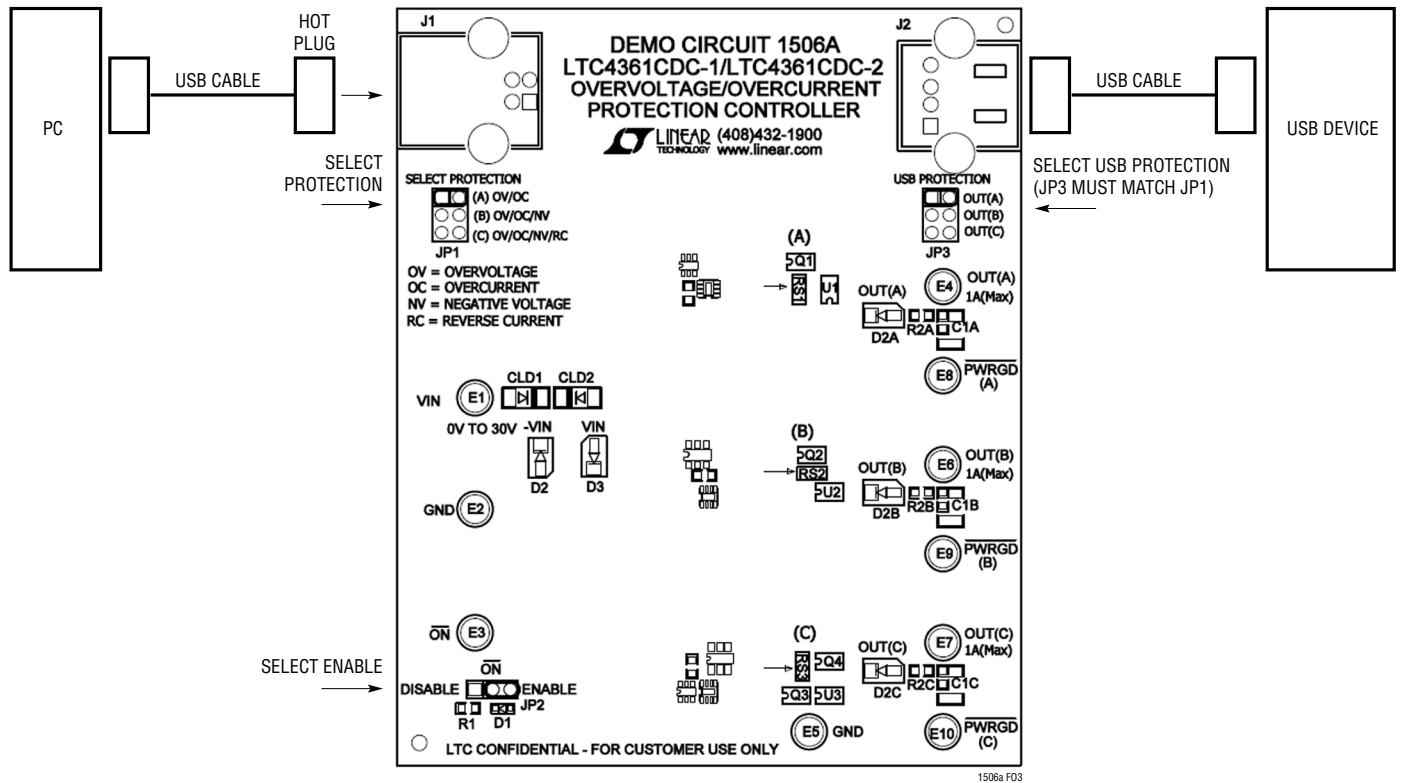 PC
USB CABLE
HOT
PLUG
SELECT
PROTECTION
SELECT ENABLE
J1
J2
DEMO CIRCUIT 1506A
LTC4361CDC-1/LTC4361CDC-2
OVERVOLTAGE/OVERCURRENT
PROTECTION CONTROLLER
LINEAR TECHNOLOGY (408)432-1900
www.linear.com
SELECT PROTECTION
(A) OV/OC
(B) OV/OC/NV
(C) OV/OC/NV/RC
JP1
OV = OVERVOLTAGE
OC = OVERCURRENT
NV = NEGATIVE VOLTAGE
RC = REVERSE CURRENT
USB PROTECTION
OUT(A)
OUT(B)
OUT(C)
JP3
USB CABLE
USB DEVICE
SELECT USB PROTECTION
(JP3 MUST MATCH JP1)
(A)
Q1
RS1
U1
OUT(A)
D2A
R2A
C1A
E4
OUT(A)
1A(Max)
E8
PWRGD
(A)
VIN
E1
CLD1
CLD2
0V TO 30V
-VIN
VIN
D2
D3
GND
E2
(B)
Q2
RS2
U2
OUT(B)
D2B
R2B
C1B
E6
OUT(B)
1A(Max)
E9
PWRGD
(B)
ON
E3
ON
DISABLE
ENABLE
JP2
R1
D1
(C)
RS3
Q4
Q3
U3
OUT(C)
D2C
R2C
C1C
E7
OUT(C)
1A(Max)
E5
GND
E10
PWRGD
(C)
LTC CONFIDENTIAL - FOR CUSTOMER USE ONLY
1506a F03